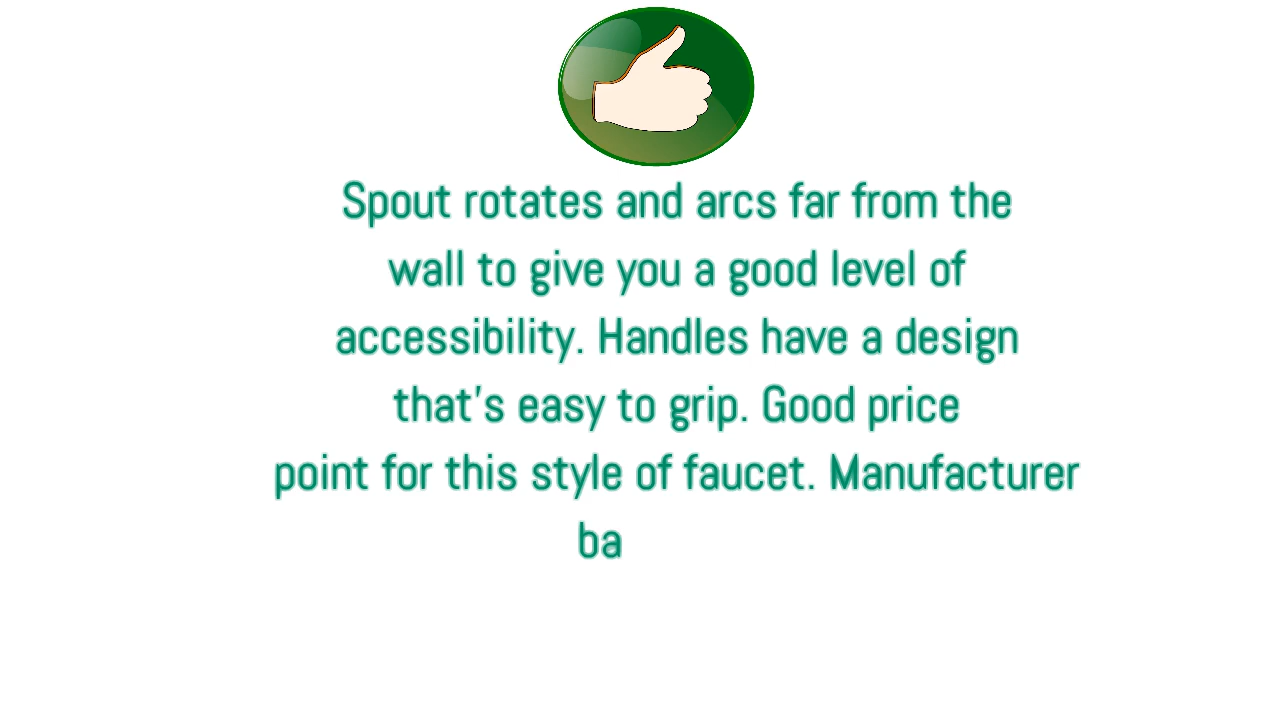 Spout rotates and arcs far from the
wall to give you a good level of
accessibility. Handles have a design
that's easy to grip. Good price
point for this style of faucet. Manufacturer
ba